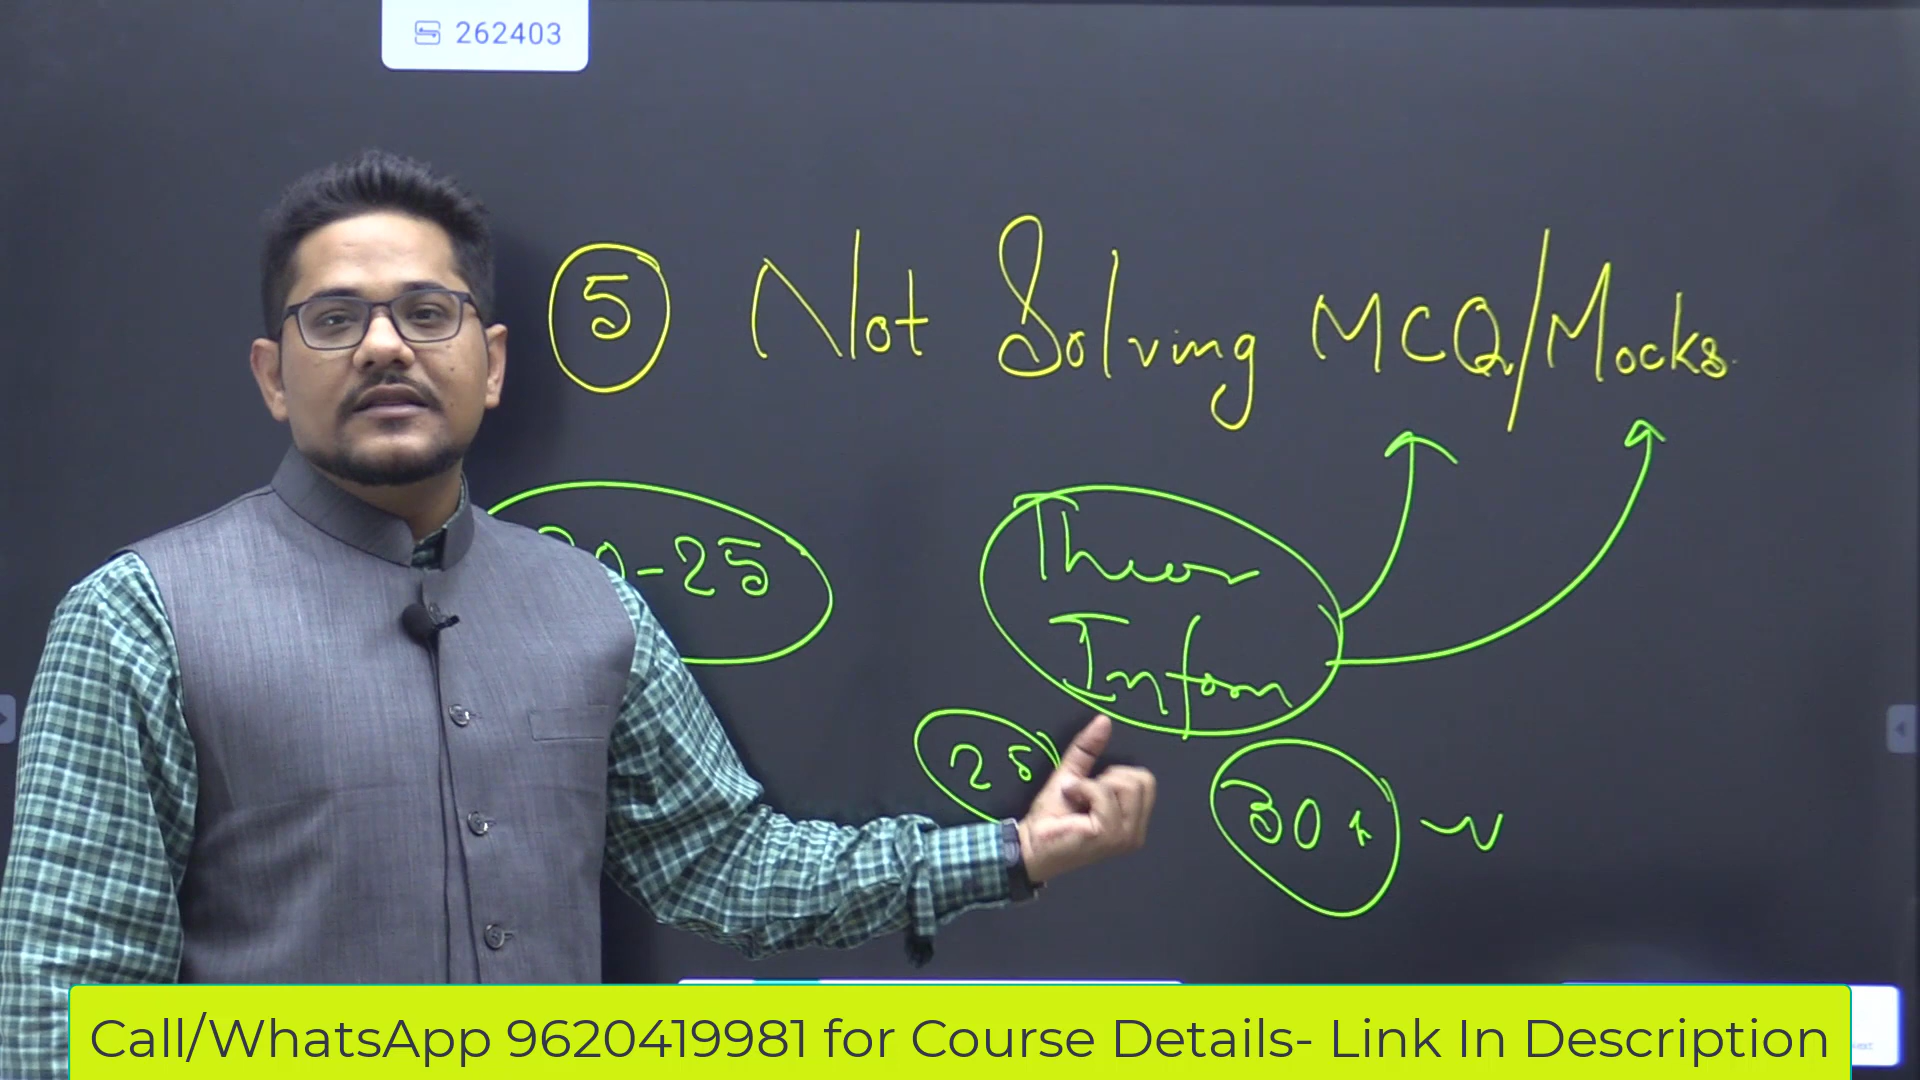 262403
5 Not Solving MCQ/Mocks
-25
Theor
Inform
25
30+
Call/WhatsApp 9620419981 for Course Details- Link In Description